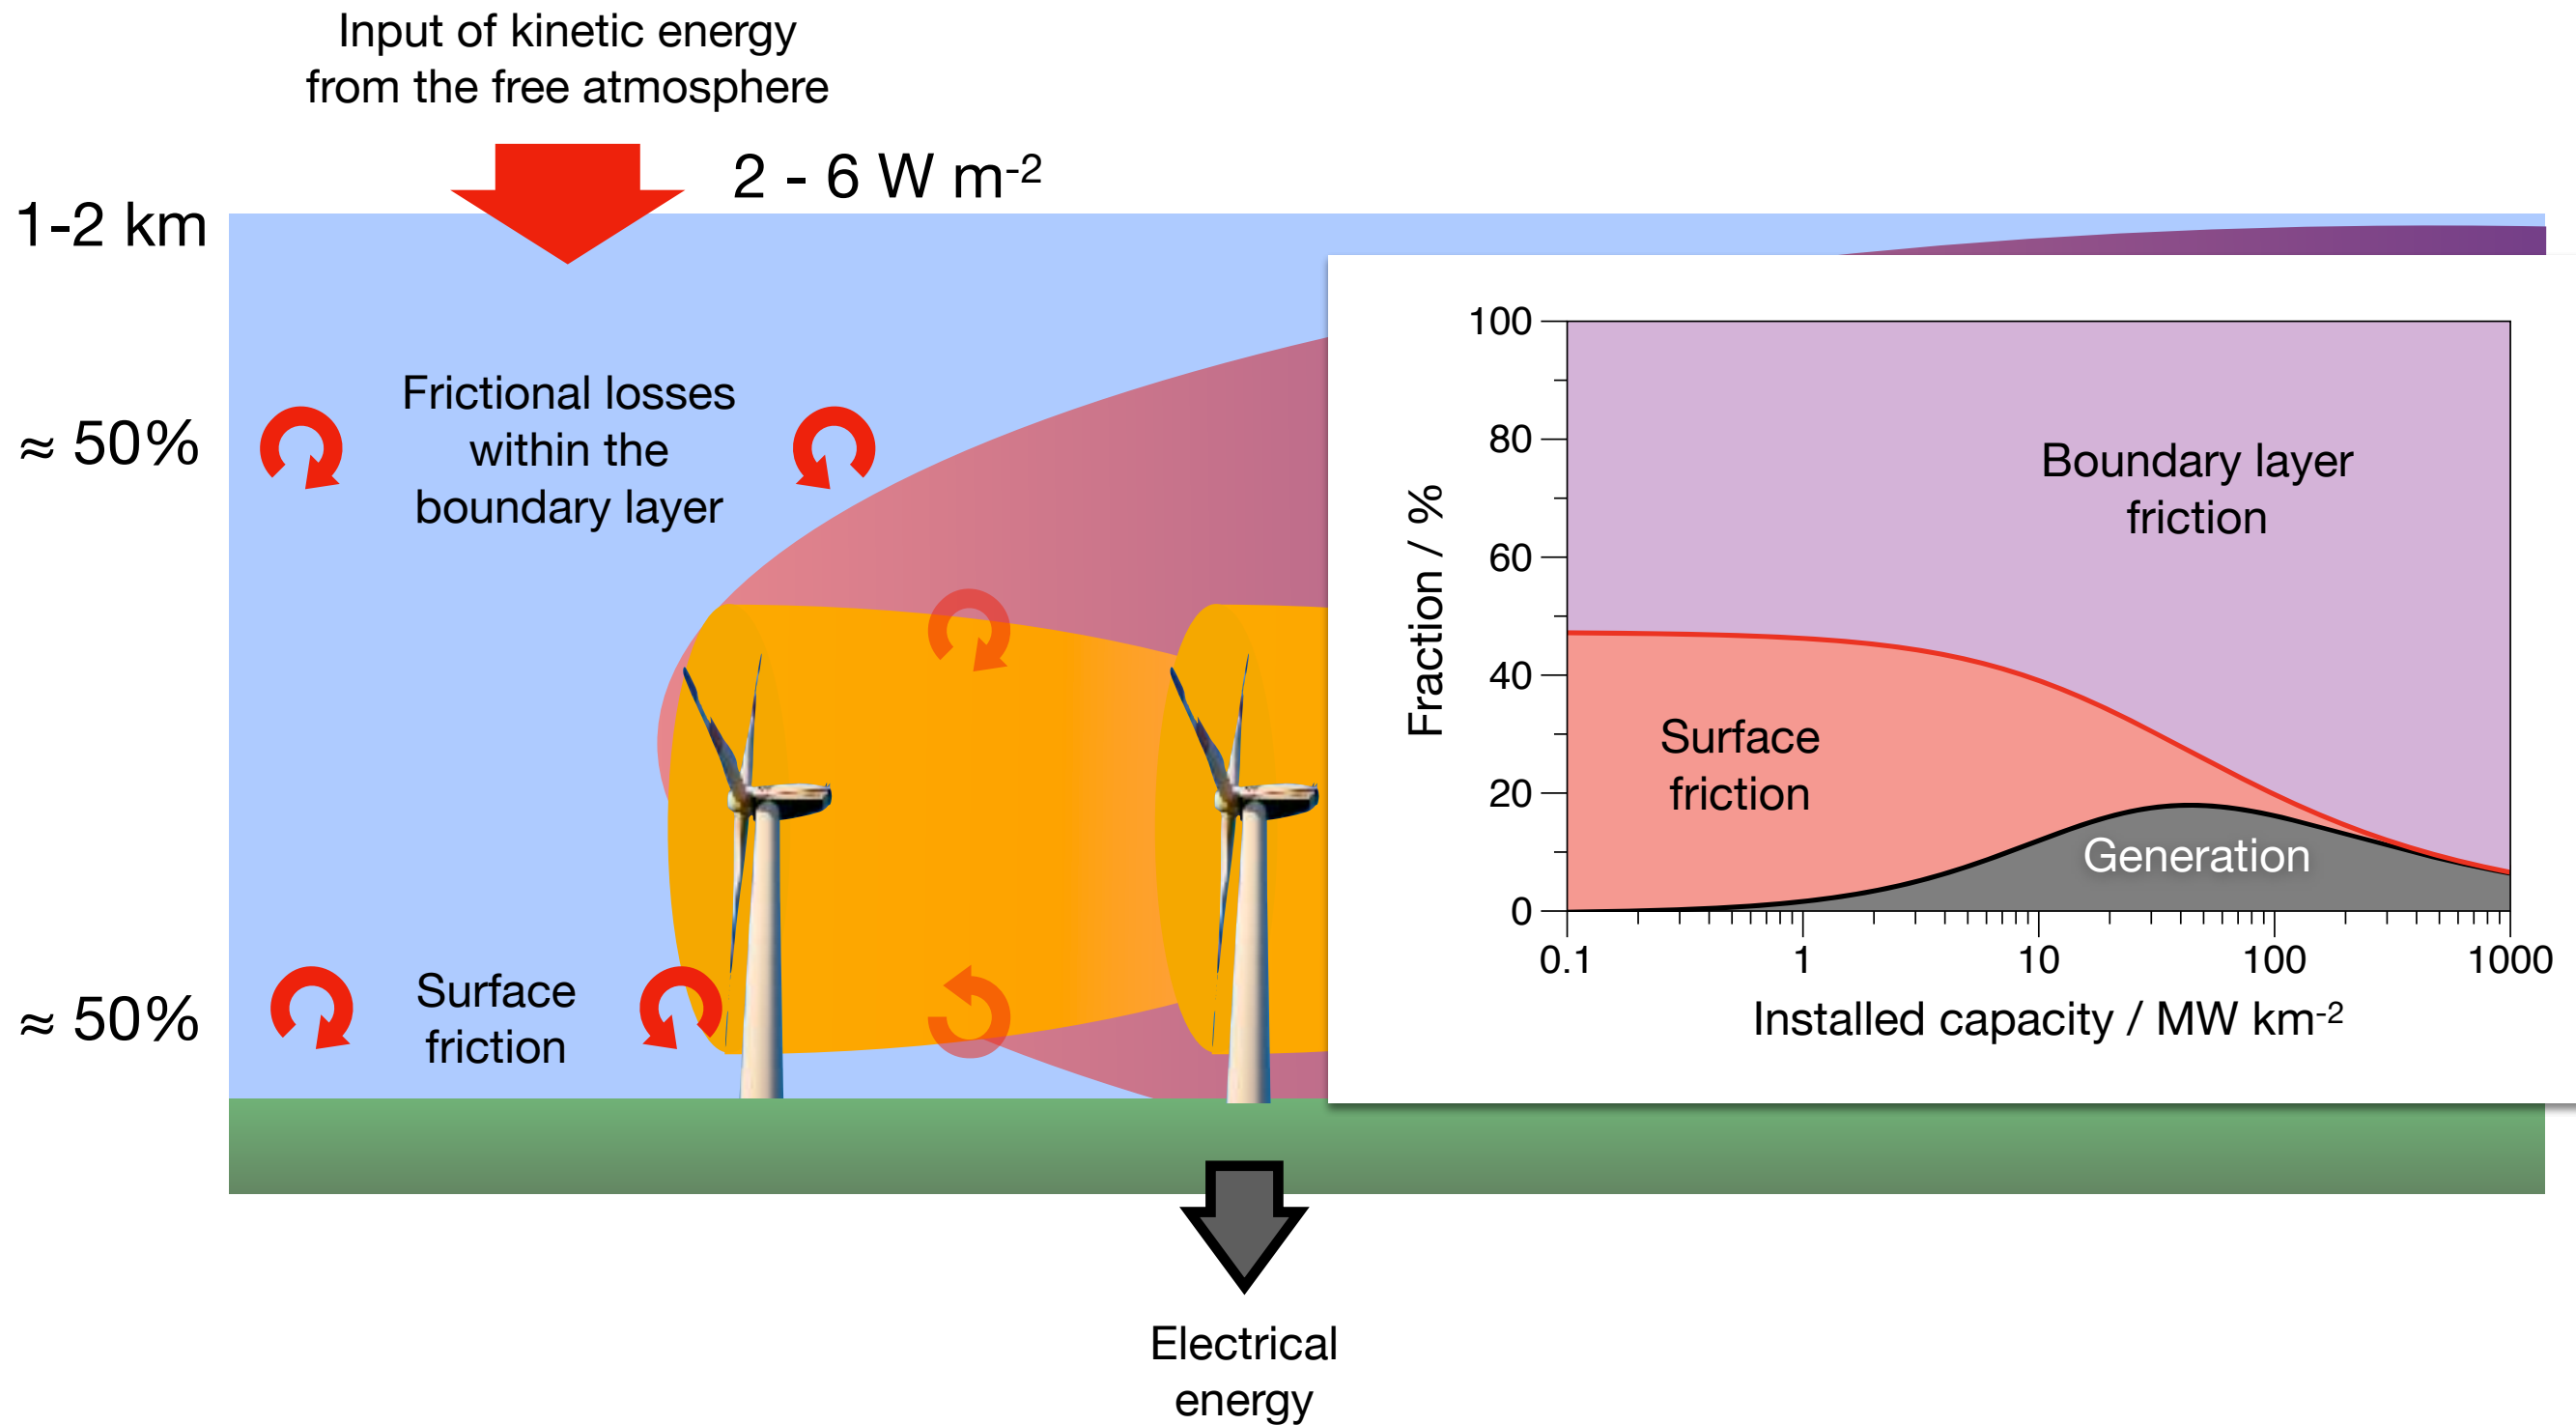 Input of kinetic energy
from the free atmosphere
2 - 6 W m-2
1-2 km
≈ 50%
Frictional losses
within the
boundary layer
≈ 50%
Surface
friction
100
80
60
40
20
0
Fraction / %
Boundary layer
friction
Surface
friction
Generation
0.1
1
10
100
1000
Installed capacity / MW km-2
Electrical
energy